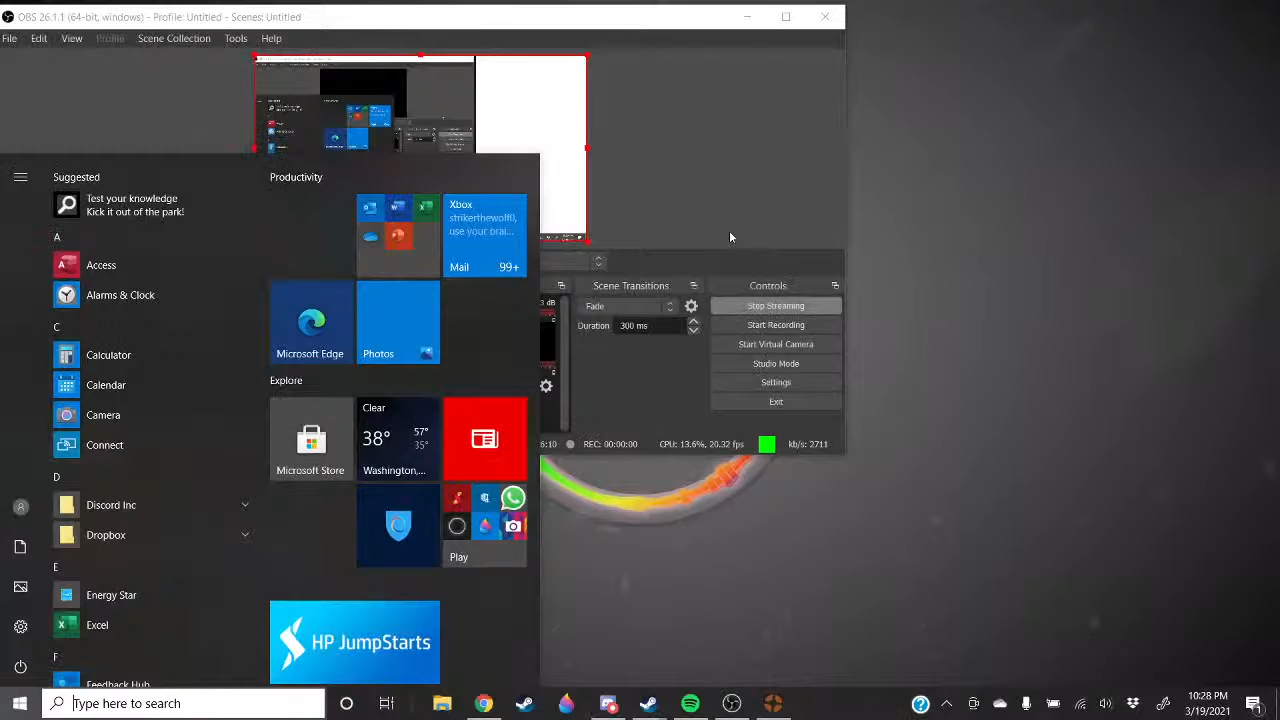 OBS 26.1.1 (64-bit, windows) - Profile: Untitled - Scenes: Untitled
File Edit View Profile Scene Collection Tools Help
Suggested
Test your knowledge
Kick it out of the park!
A
Access
Alarms & Clock
C
Calculator
Calendar
Camera
Connect
D
Discord Inc
Dropbox
E
Energy Star
Excel
F
Feedback Hub
Productivity
Xbox
strikerthewolf0,
use your brai...
Mail 99+
Microsoft Edge
Photos
Explore
Microsoft Store
Clear
38° 57°
35°
Washington,...
Play
HP JumpStarts
Scene Transitions
Fade
Duration 300 ms
Controls
Stop Streaming
Start Recording
Start Virtual Camera
Studio Mode
Settings
Exit
6:10 REC: 00:00:00 CPU: 13.6%, 20.32 fps kb/s: 2711
Type here to search
10:28 PM
3/19/2021